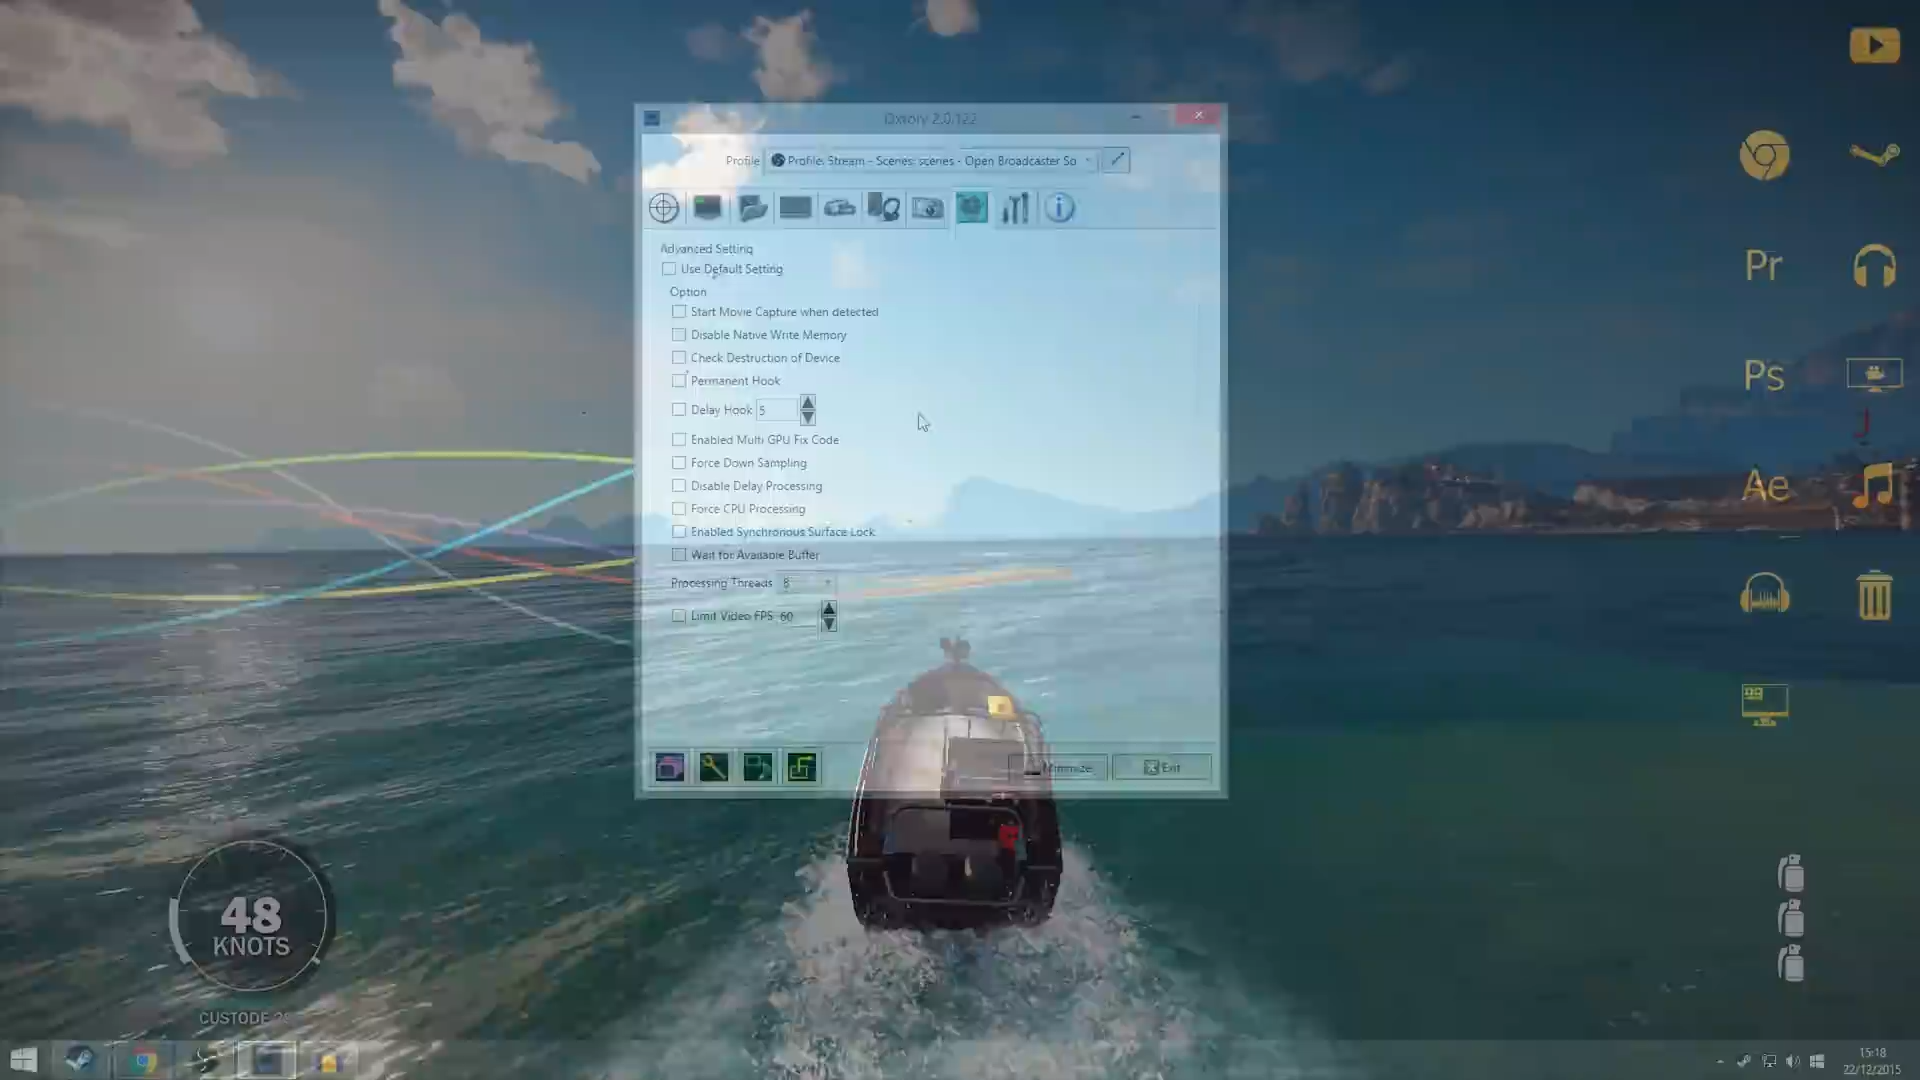 Dxtory 2.0.122
Profile Profile: Stream - Scenes: scenes - Open Broadcaster So
Advanced Setting
Use Default Setting
Option
Start Movie Capture when detected
Disable Native Write Memory
Check Destruction of Device
Permanent Hook
Delay Hook 5
Enabled Multi GPU Fix Code
Force Down Sampling
Disable Delay Processing
Force CPU Processing
Enabled Synchronous Surface Lock
Wait for Available Buffer
Processing Threads 8
Limit Video FPS 60
Minimize
Exit
Pr
Ps
Ae
48
KNOTS
CUSTODE
15:18
22/12/2015